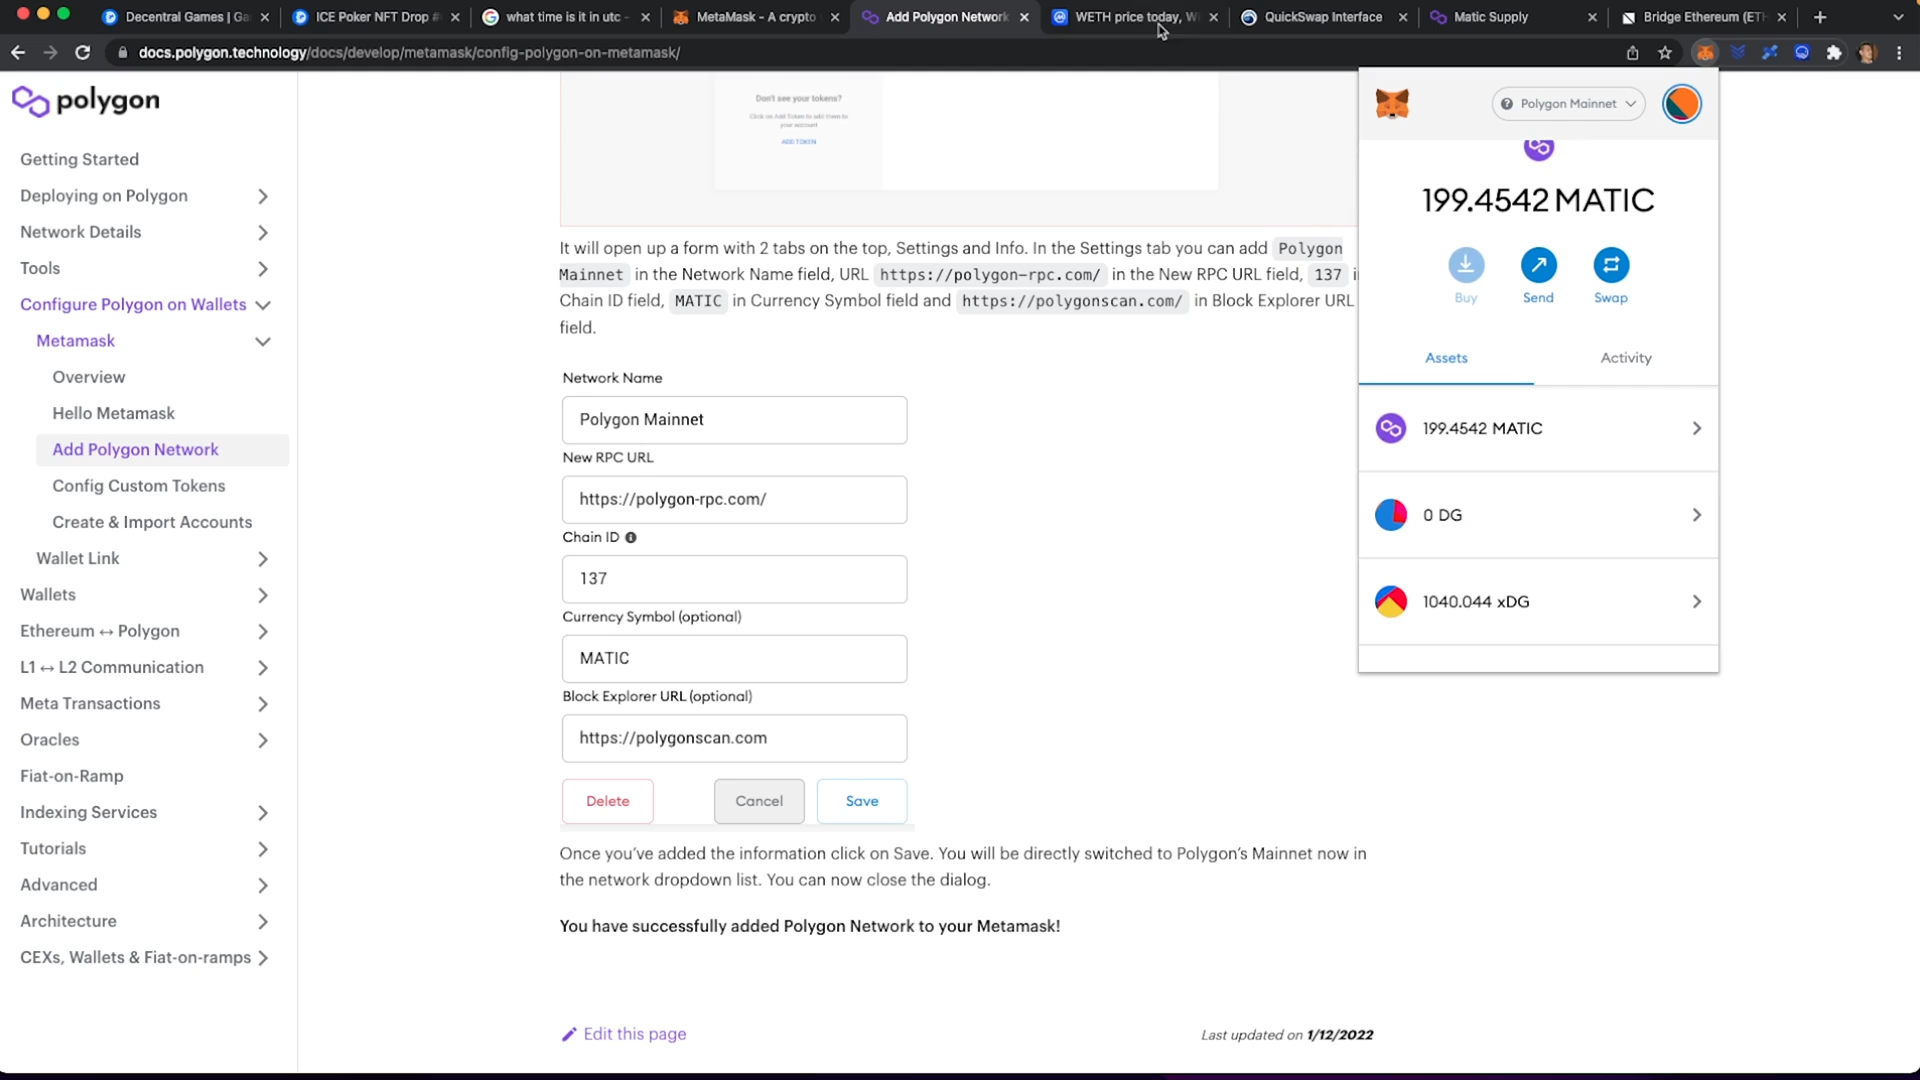 Decentral Games | Ga
ICE Poker NFT Drop #
what time is it in utc -
MetaMask - A crypto
Add Polygon Network
WETH price today, W
QuickSwap Interface
Matic Supply
Bridge Ethereum (ETH
docs.polygon.technology/docs/develop/metamask/config-polygon-on-metamask/
polygon
Getting Started
Deploying on Polygon
Network Details
Tools
Configure Polygon on Wallets
Metamask
Overview
Hello Metamask
Add Polygon Network
Config Custom Tokens
Create & Import Accounts
Wallet Link
Wallets
Ethereum ↔ Polygon
L1 ↔ L2 Communication
Meta Transactions
Oracles
Fiat-on-Ramp
Indexing Services
Tutorials
Advanced
Architecture
CEXs, Wallets & Fiat-on-ramps
Don't see your tokens?
Click on Add Token to add them to
your account
ADD TOKEN
It will open up a form with 2 tabs on the top, Settings and Info. In the Settings tab you can add Polygon
Mainnet in the Network Name field, URL https://polygon-rpc.com/ in the New RPC URL field, 137 i
Chain ID field, MATIC in Currency Symbol field and https://polygonscan.com/ in Block Explorer URL
field.
Network Name
Polygon Mainnet
New RPC URL
https://polygon-rpc.com/
Chain ID
137
Currency Symbol (optional)
MATIC
Block Explorer URL (optional)
https://polygonscan.com
Delete
Cancel
Save
Once you've added the information click on Save. You will be directly switched to Polygon's Mainnet now in
the network dropdown list. You can now close the dialog.
You have successfully added Polygon Network to your Metamask!
Edit this page
Last updated on 1/12/2022
Polygon Mainnet
199.4542 MATIC
Buy
Send
Swap
Assets
Activity
199.4542 MATIC
0 DG
1040.044 xDG